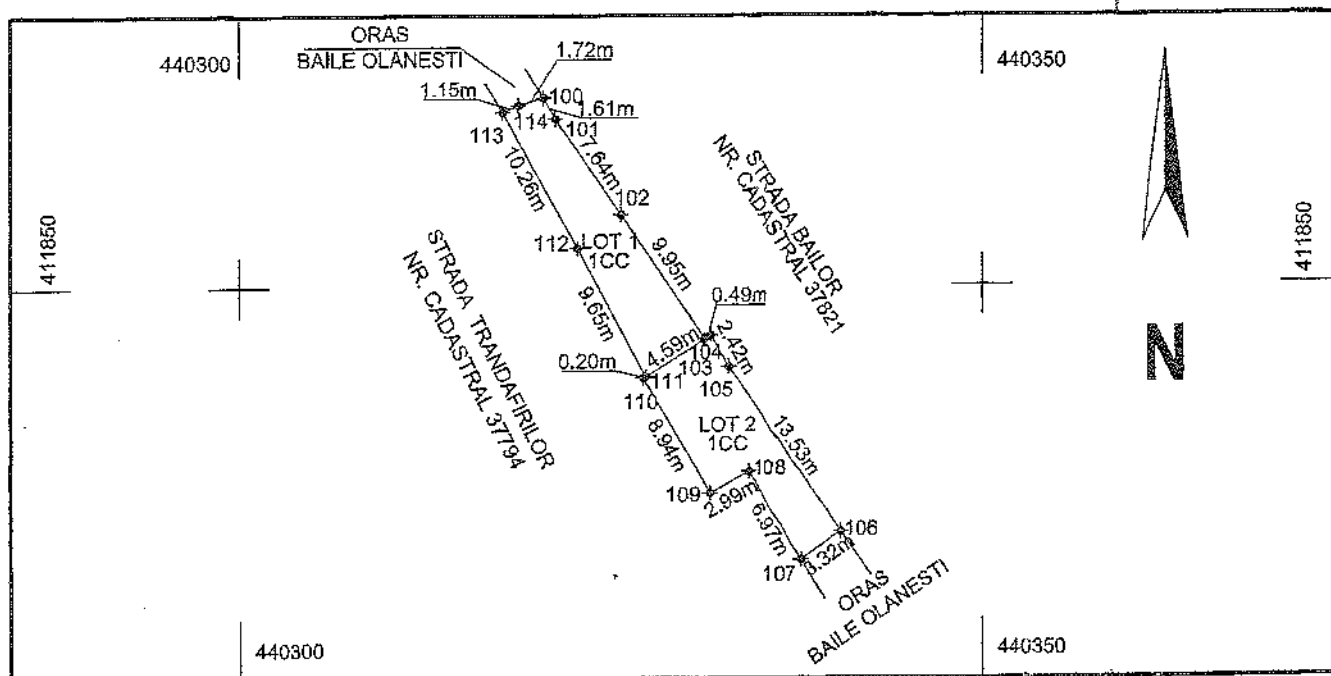 ORAS
BAILE OLANESTI
440300
440350
1.72m
1.15m
100
1.61m
113
114
101
7.64m
10.26m
102
STRADA BAILOR
NR. CADASTRAL 37821
411850
411850
112
LOT 1
1CC
9.95m
STRADA TRANDAFIRILOR
NR. CADASTRAL 37794
9.65m
0.49m
2.42m
4.59m
104
103
0.20m
111
105
110
N
LOT 2
1CC
8.94m
13.53m
108
109
2.99m
6.97m
106
107
3.32m
ORAS
BAILE OLANESTI
440300
440350